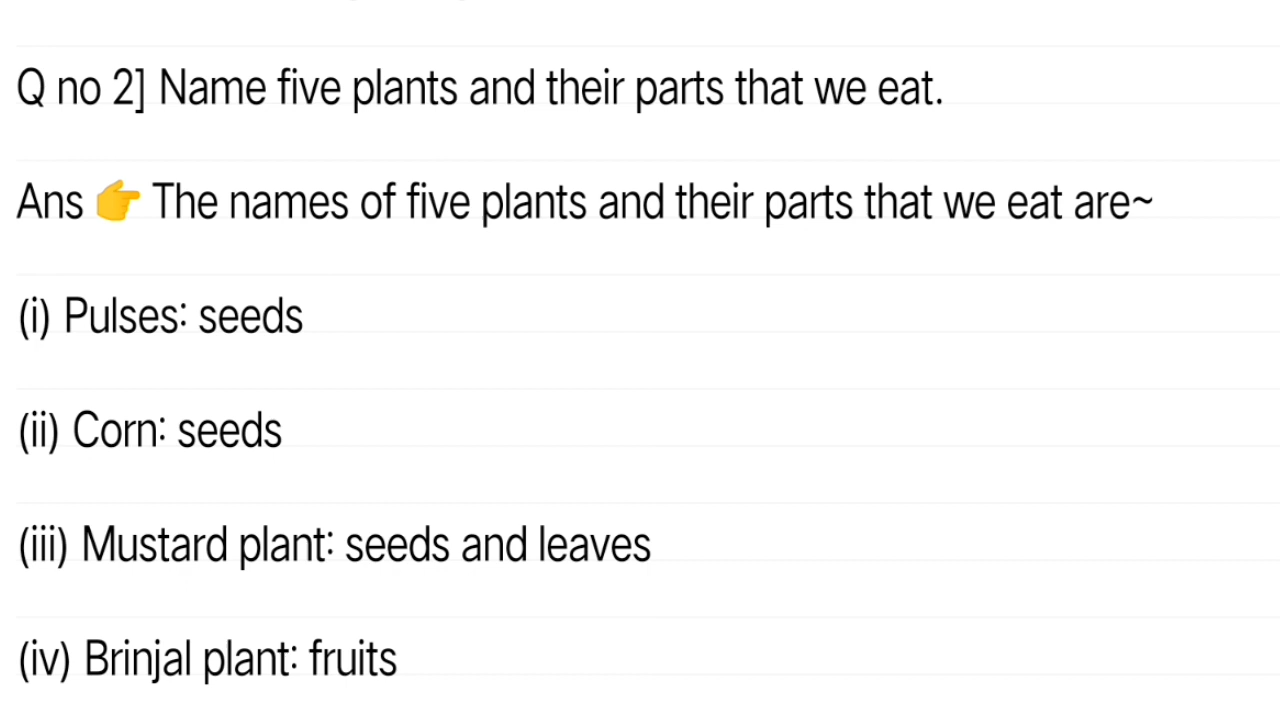 Q no 2] Name five plants and their parts that we eat.
Ans 👉 The names of five plants and their parts that we eat are~
(i) Pulses: seeds
(ii) Corn: seeds
(iii) Mustard plant: seeds and leaves
(iv) Brinjal plant: fruits